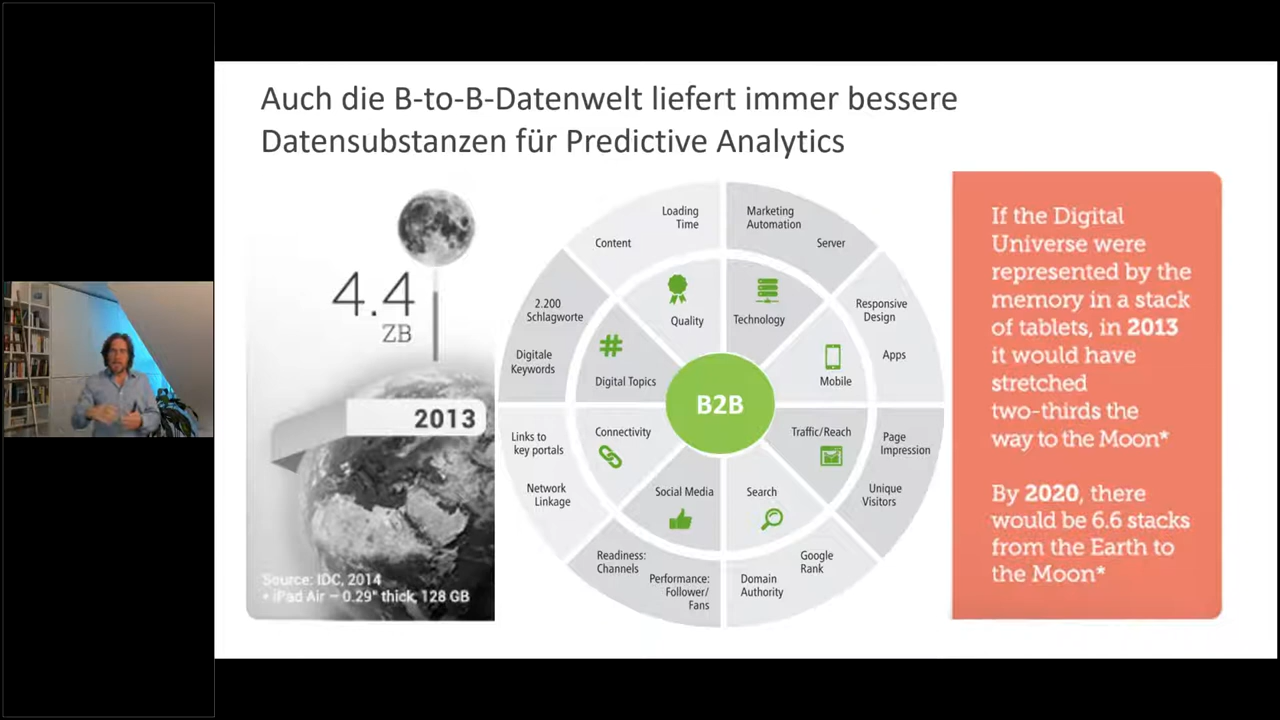 Auch die B-to-B-Datenwelt liefert immer bessere
Datensubstanzen für Predictive Analytics
4.4
ZB
2013
Source: IDC, 2014
• iPad Air – 0.29" thick, 128 GB
Loading
Time
Content
Quality
Marketing
Automation
Server
Technology
Responsive
Design
Apps
Mobile
2.200
Schlagworte
Digitale
Keywords
Digital Topics
B2B
Connectivity
Links to
key portals
Network
Linkage
Traffic/Reach
Page
Impression
Unique
Visitors
Social Media
Readiness:
Channels
Performance:
Follower/
Fans
Search
Google
Rank
Domain
Authority
If the Digital
Universe were
represented by the
memory in a stack
of tablets, in 2013
it would have
stretched
two-thirds the
way to the Moon*
By 2020, there
would be 6.6 stacks
from the Earth to
the Moon*